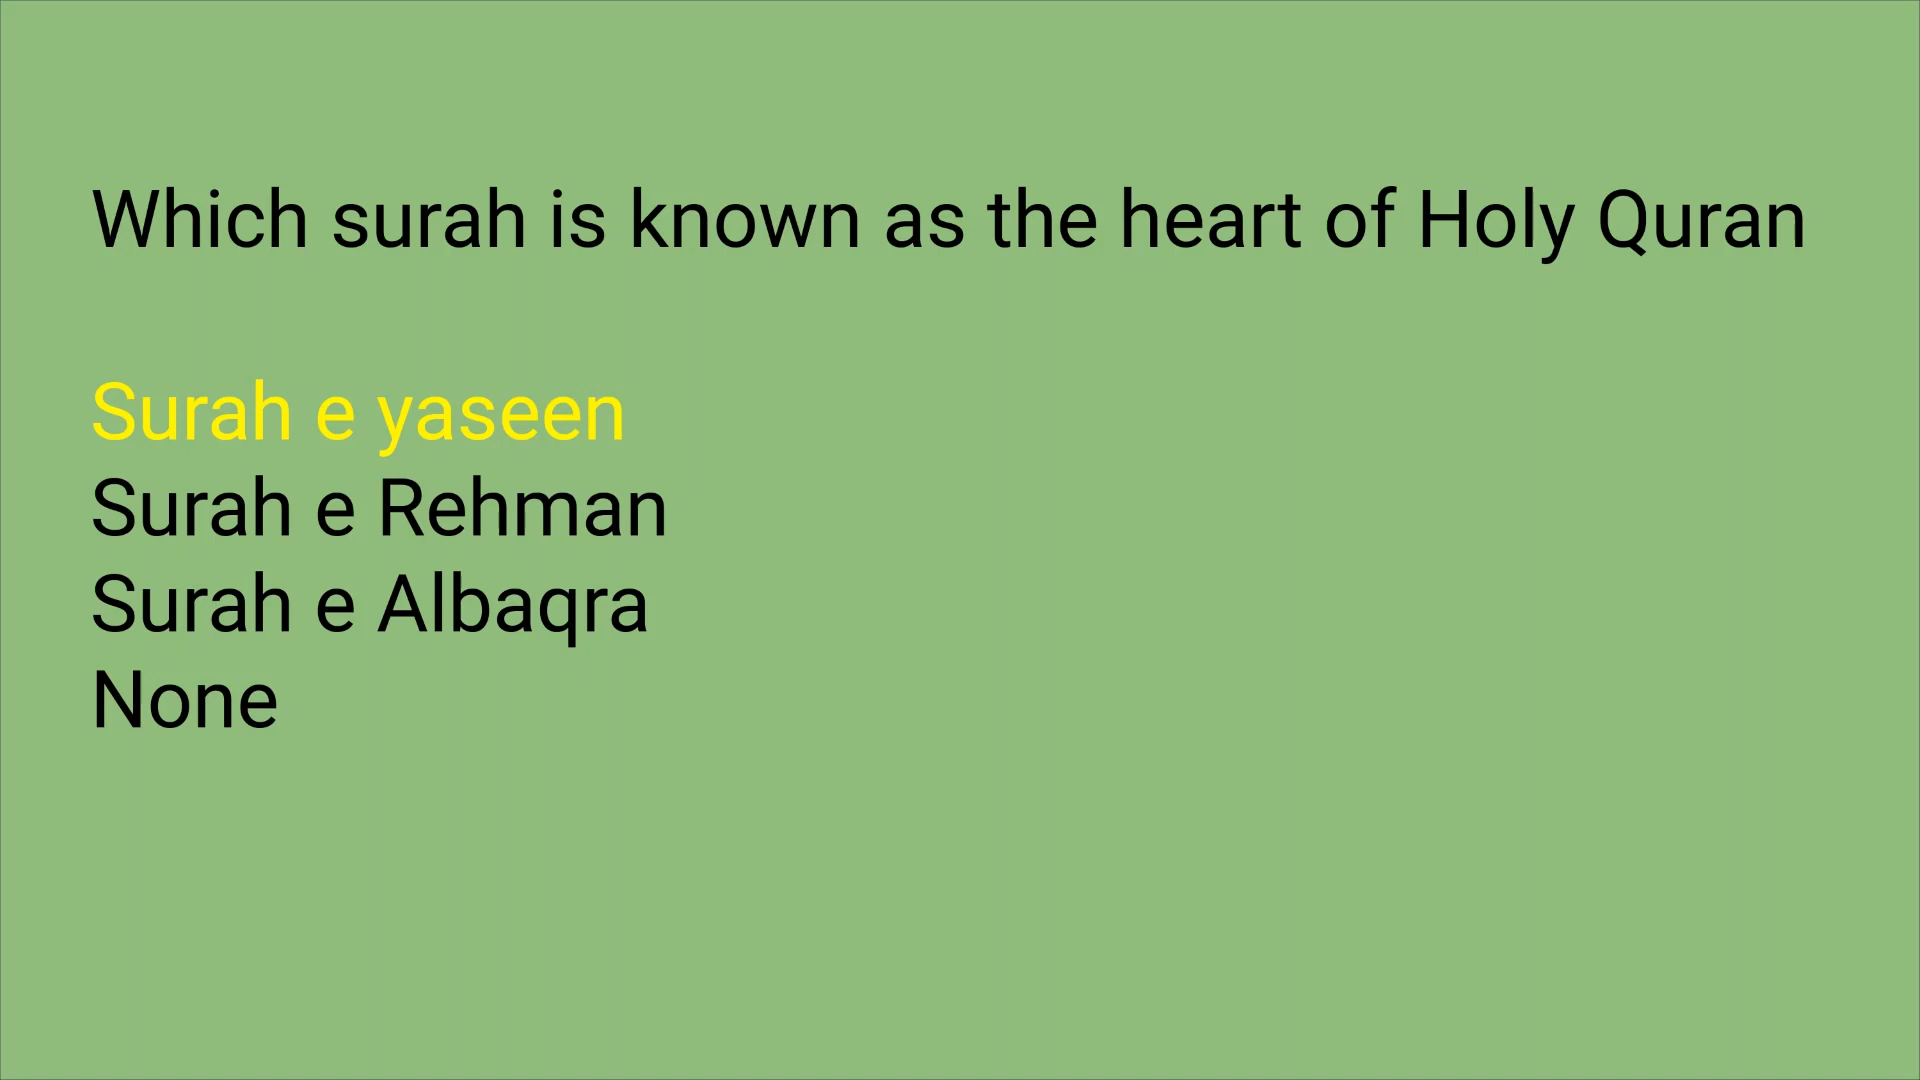 Which surah is known as the heart of Holy Quran
Surah e yaseen
Surah e Rehman
Surah e Albaqra
None